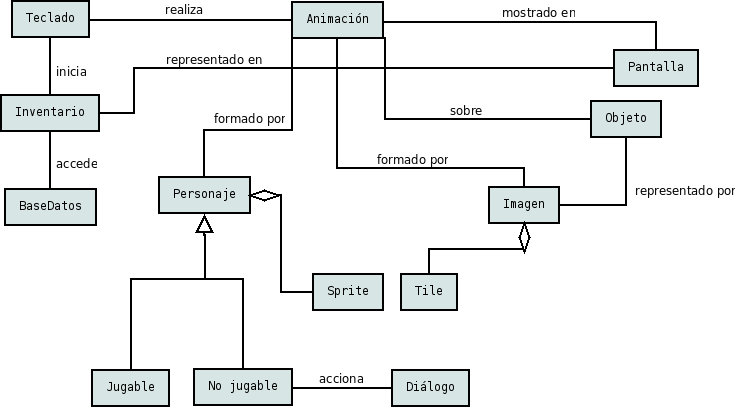 Teclado
realiza
Animación
mostrado en
inicia
representado en
Pantalla
Inventario
formado por
sobre
Objeto
accede
formado por
BaseDatos
Personaje
Imagen
representado por
Sprite
Tile
Jugable
No jugable
acciona
Diálogo